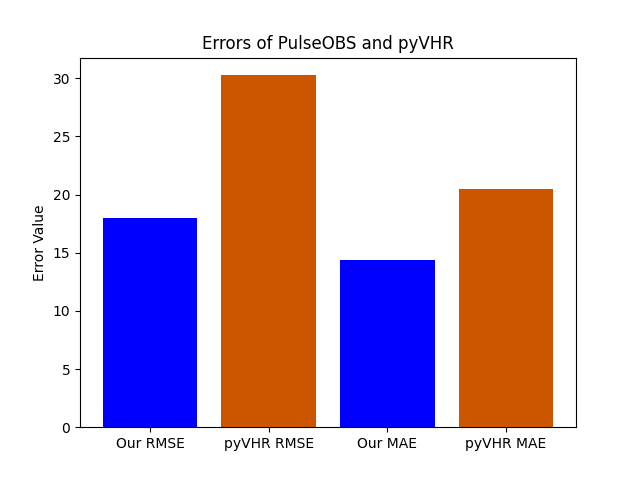 Errors of PulseOBS and pyVHR
Error Value
30
25
20
15
10
5
0
Our RMSE
pyVHR RMSE
Our MAE
pyVHR MAE